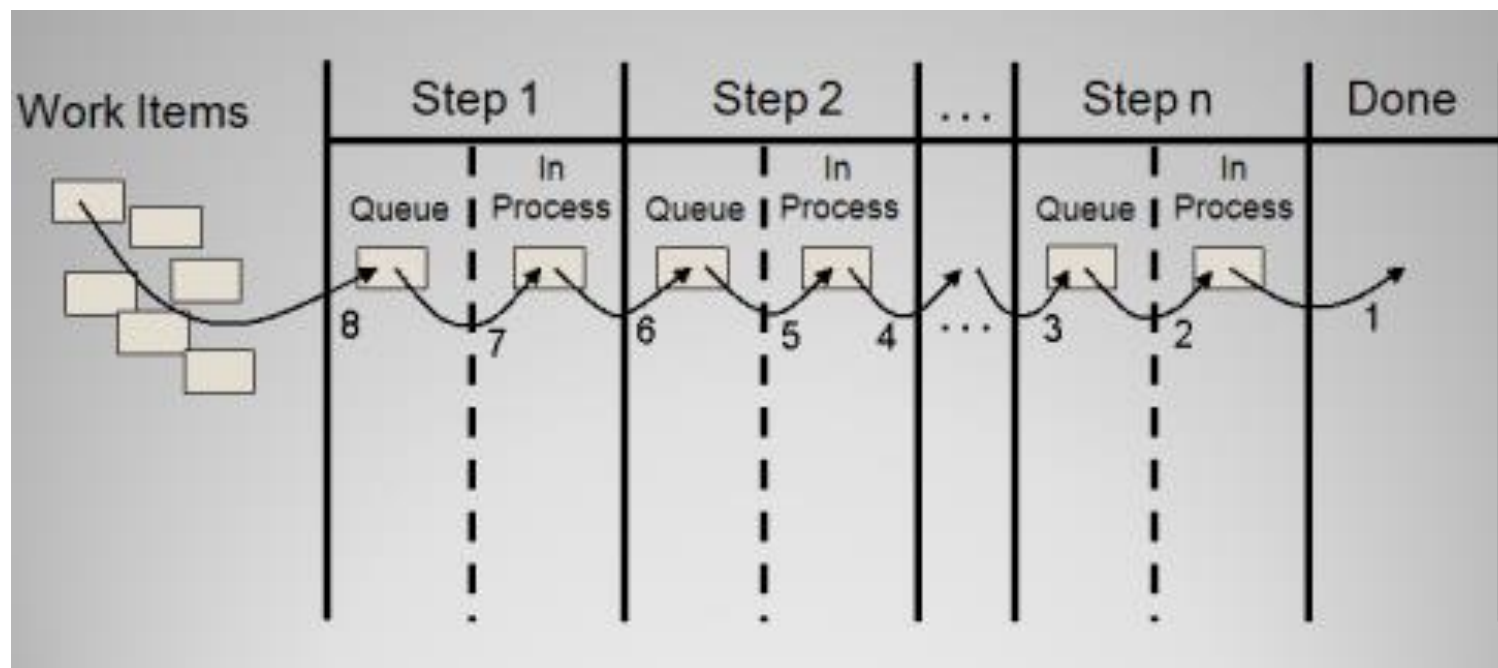 Work Items
Step 1
Step 2
...
Step n
Done
Queue
In
Process
Queue
In
Process
Queue
In
Process
8
7
6
5
4
...
3
2
1